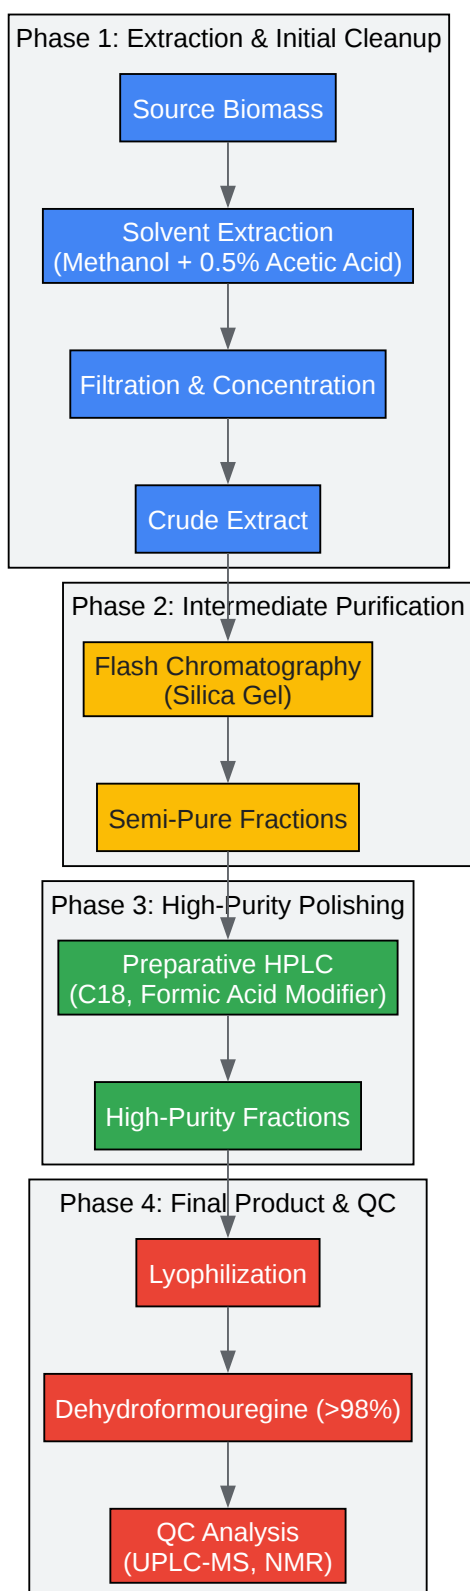 Phase 1: Extraction & Initial Cleanup
Source Biomass
Solvent Extraction
(Methanol + 0.5% Acetic Acid)
Filtration & Concentration
Crude Extract
Phase 2: Intermediate Purification
Flash Chromatography
(Silica Gel)
Semi-Pure Fractions
Phase 3: High-Purity Polishing
Preparative HPLC
(C18, Formic Acid Modifier)
High-Purity Fractions
Phase 4: Final Product & QC
Lyophilization
Dehydroformouregine (>98%)
QC Analysis
(UPLC-MS, NMR)